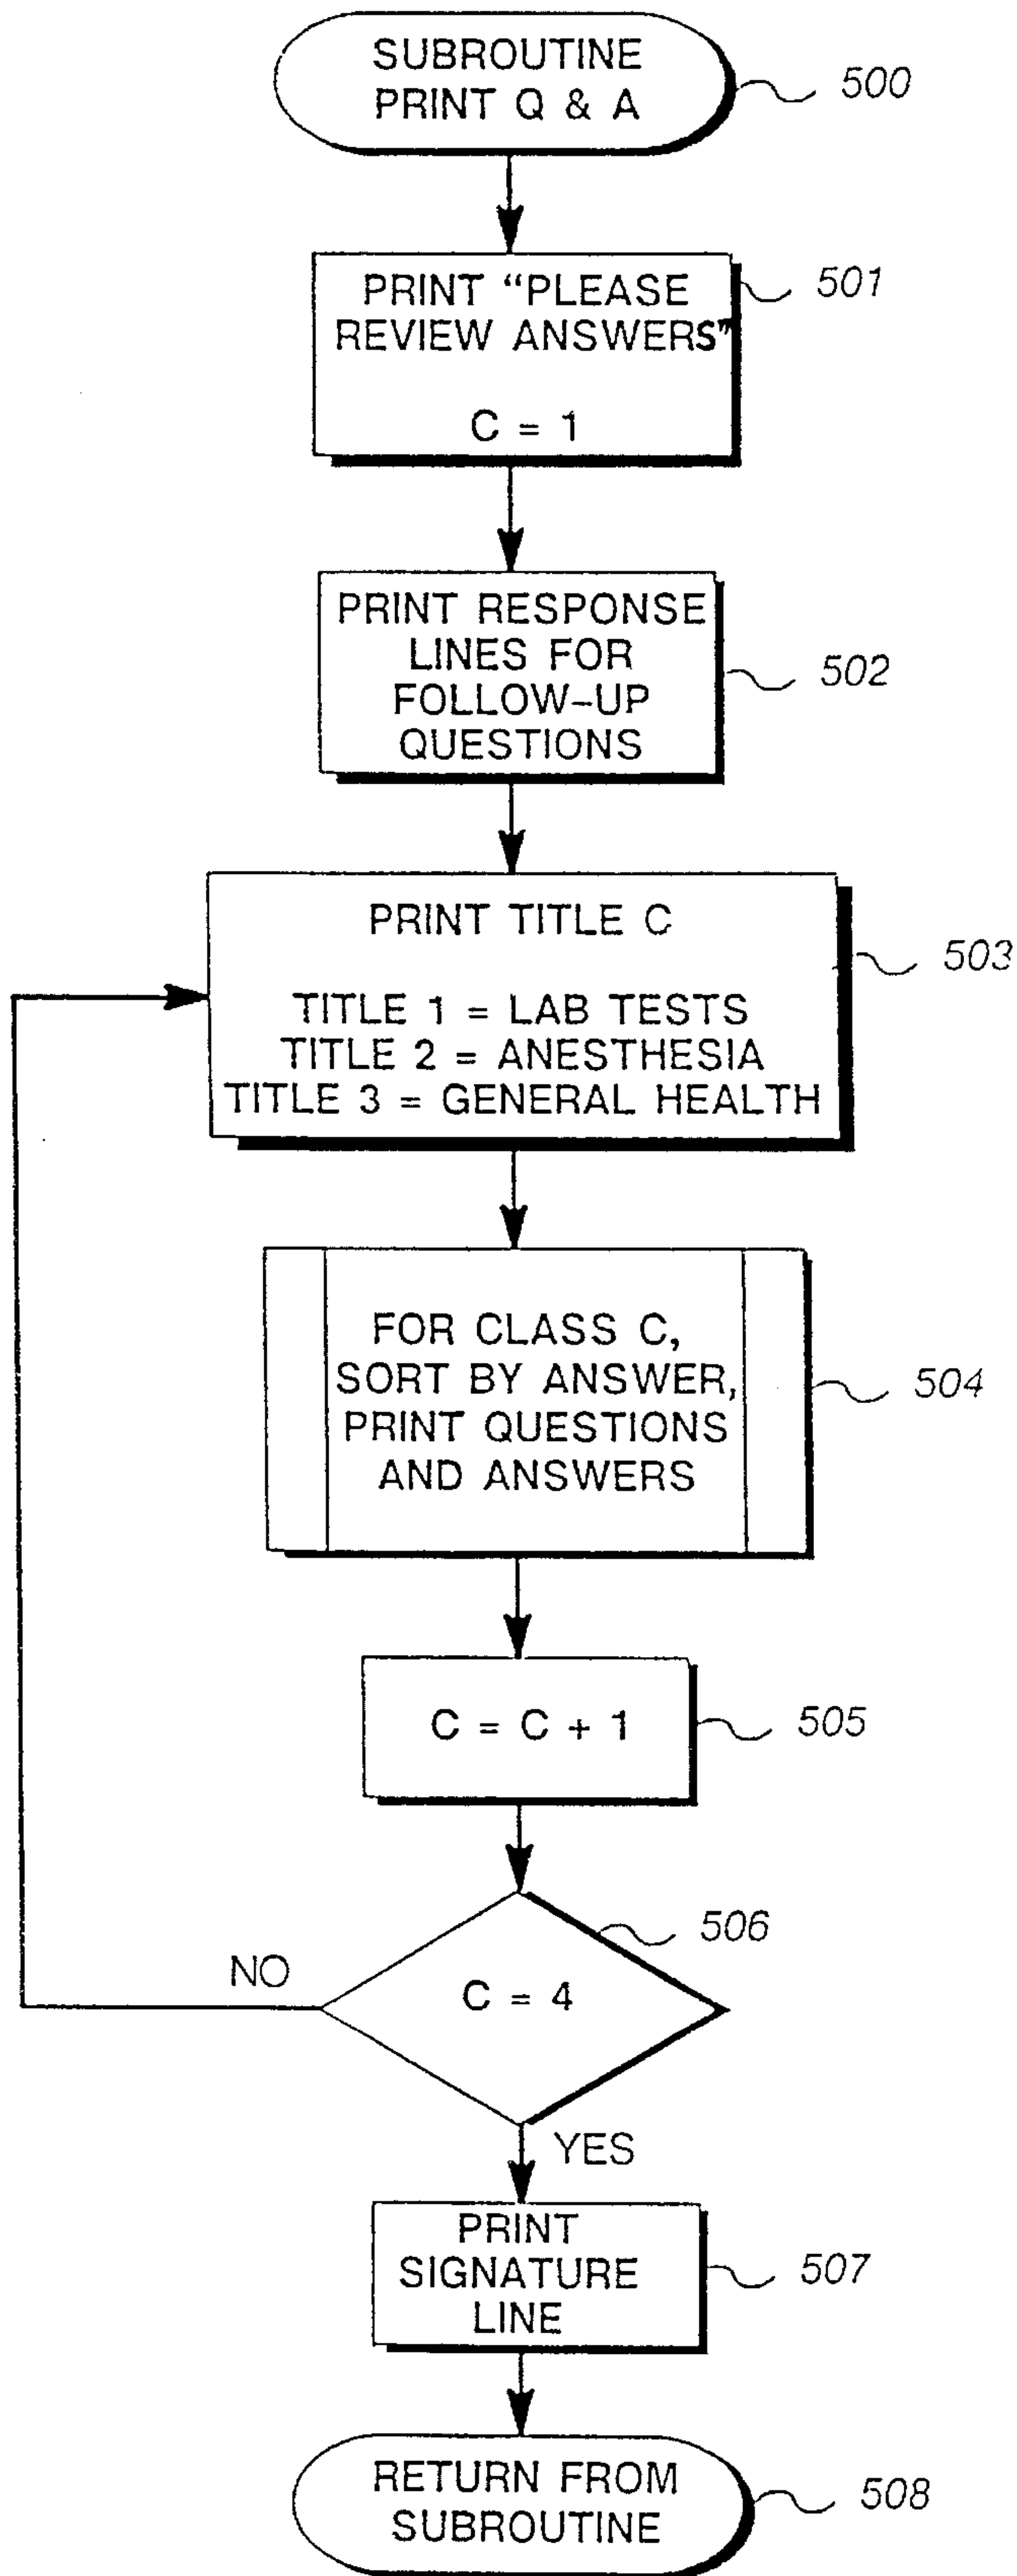 SUBROUTINE
PRINT Q & A
500
PRINT “PLEASE
REVIEW ANSWERS”
C = 1
501
PRINT RESPONSE
LINES FOR
FOLLOW-UP
QUESTIONS
502
PRINT TITLE C
TITLE 1 = LAB TESTS
TITLE 2 = ANESTHESIA
TITLE 3 = GENERAL HEALTH
503
FOR CLASS C,
SORT BY ANSWER,
PRINT QUESTIONS
AND ANSWERS
504
C = C + 1
505
506
NO
C = 4
YES
PRINT
SIGNATURE
LINE
507
RETURN FROM
SUBROUTINE
508